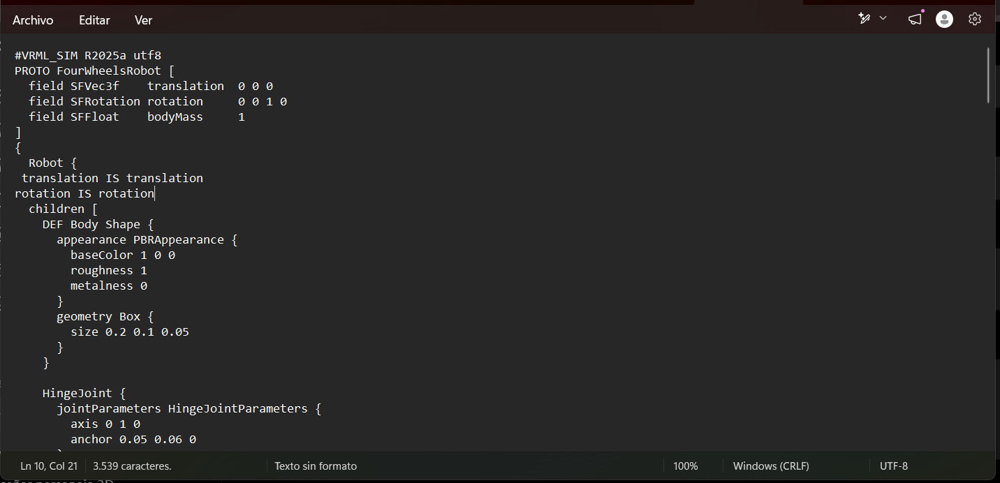 Archivo Editar Ver
#VRML_SIM R2025a utf8
PROTO FourWheelsRobot [
  field SFVec3f    translation  0 0 0
  field SFRotation rotation     0 0 1 0
  field SFFloat    bodyMass     1
]
{
  Robot {
 translation IS translation
rotation IS rotation
  children [
    DEF Body Shape {
      appearance PBRAppearance {
        baseColor 1 0 0
        roughness 1
        metalness 0
      }
      geometry Box {
        size 0.2 0.1 0.05
      }
    }
    HingeJoint {
      jointParameters HingeJointParameters {
        axis 0 1 0
        anchor 0.05 0.06 0
Ln 10, Col 21 3.539 caracteres. Texto sin formato 100% Windows (CRLF) UTF-8